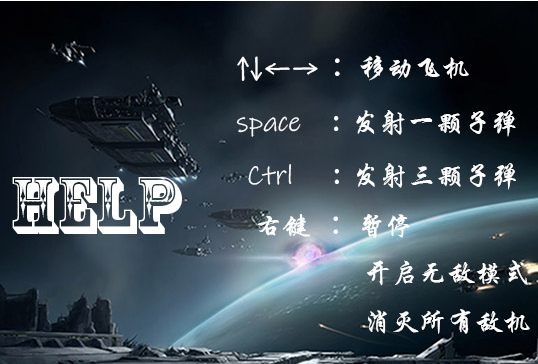 ↑↓←→ ：移动飞机
space ：发射一颗子弹
Ctrl ：发射三颗子弹
HELP
右键 ：暂停
开启无敌模式
消灭所有敌机